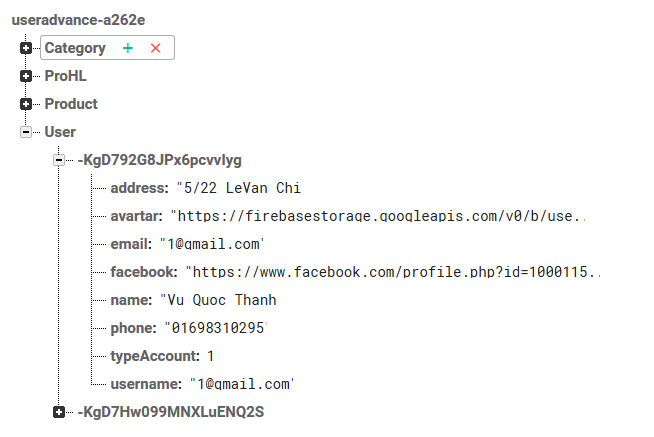 useradvance-a262e
Category
ProHL
Product
User
-KgD792G8JPx6pcvvlyg
address: "5/22 LeVan Chi
avartar: "https://firebasestorage.googleapis.com/v0/b/use..
email: "1@gmail.com"
facebook: "https://www.facebook.com/profile.php?id=1000115..
name: "Vu Quoc Thanh
phone: "01698310295"
typeAccount: 1
username: "1@gmail.com"
-KgD7Hw099MNXLuENQ2S